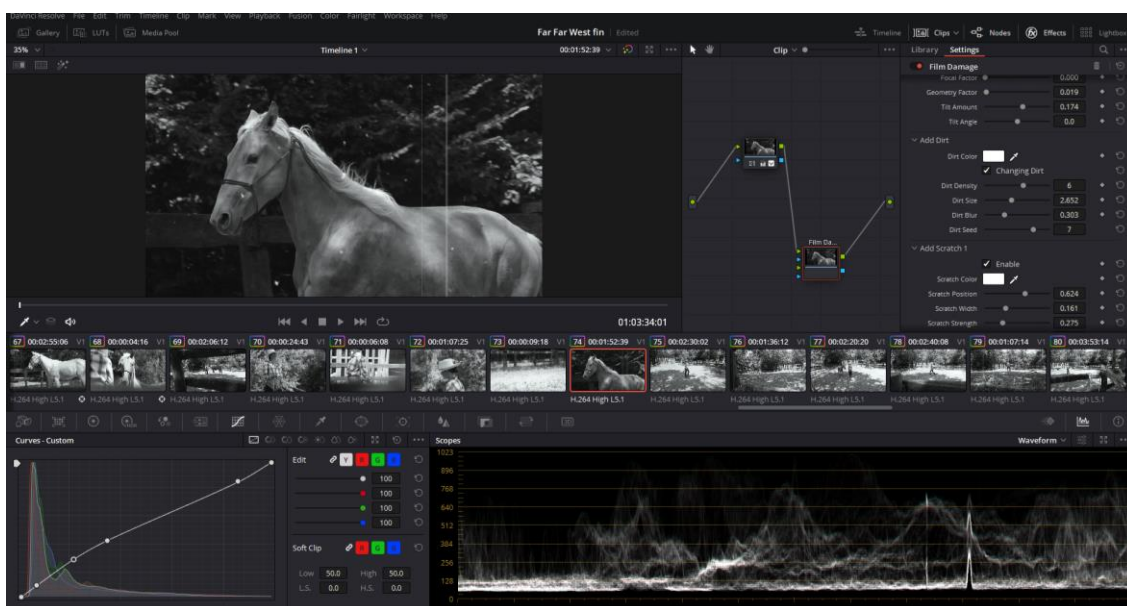 DaVinci Resolve File Edit Trim Timeline Clip Mark View Playback Fusion Color Fairlight Workspace Help
Gallery LUTs Media Pool Far Far West fin Edited Timeline Clips Nodes Effects Lightbox
35% Timeline 1 00:01:52:39 Clip Library Settings
Film Damage
Focal Factor 0.000
Geometry Factor 0.019
Tilt Amount 0.174
Tilt Angle 0.0
Add Dirt
Dirt Color
Changing Dirt
Dirt Density 6
Dirt Size 2.652
Dirt Blur 0.303
Dirt Seed 7
Add Scratch 1
Enable
Scratch Color
Scratch Position 0.624
Scratch Width 0.161
Scratch Strength 0.275
Film Da...
01:03:34:01
67 00:02:55:06 V1 68 00:00:04:16 V1 69 00:02:06:12 V1 70 00:00:24:43 V1 71 00:00:06:08 V1 72 00:01:07:25 V1 73 00:00:09:18 V1 74 00:01:52:39 V1 75 00:02:30:02 V1 76 00:01:36:12 V1 77 00:02:20:20 V1 78 00:02:40:08 V1 79 00:01:07:14 V1 80 00:03:53:14 V1
H.264 High L5.1 H.264 High L5.1 H.264 High L5.1 H.264 High L5.1 H.264 High L5.1 H.264 High L5.1 H.264 High L5.1 H.264 High L5.1 H.264 High L5.1 H.264 High L5.1 H.264 High L5.1 H.264 High L5.1 H.264 High L5.1 H.264 High L5.1
Curves - Custom Scopes Waveform
Edit Y R G B
100
100
100
100
Soft Clip R G B
Low 50.0 High 50.0
L.S. 0.0 H.S. 0.0
1023
896
768
640
512
384
256
128
0